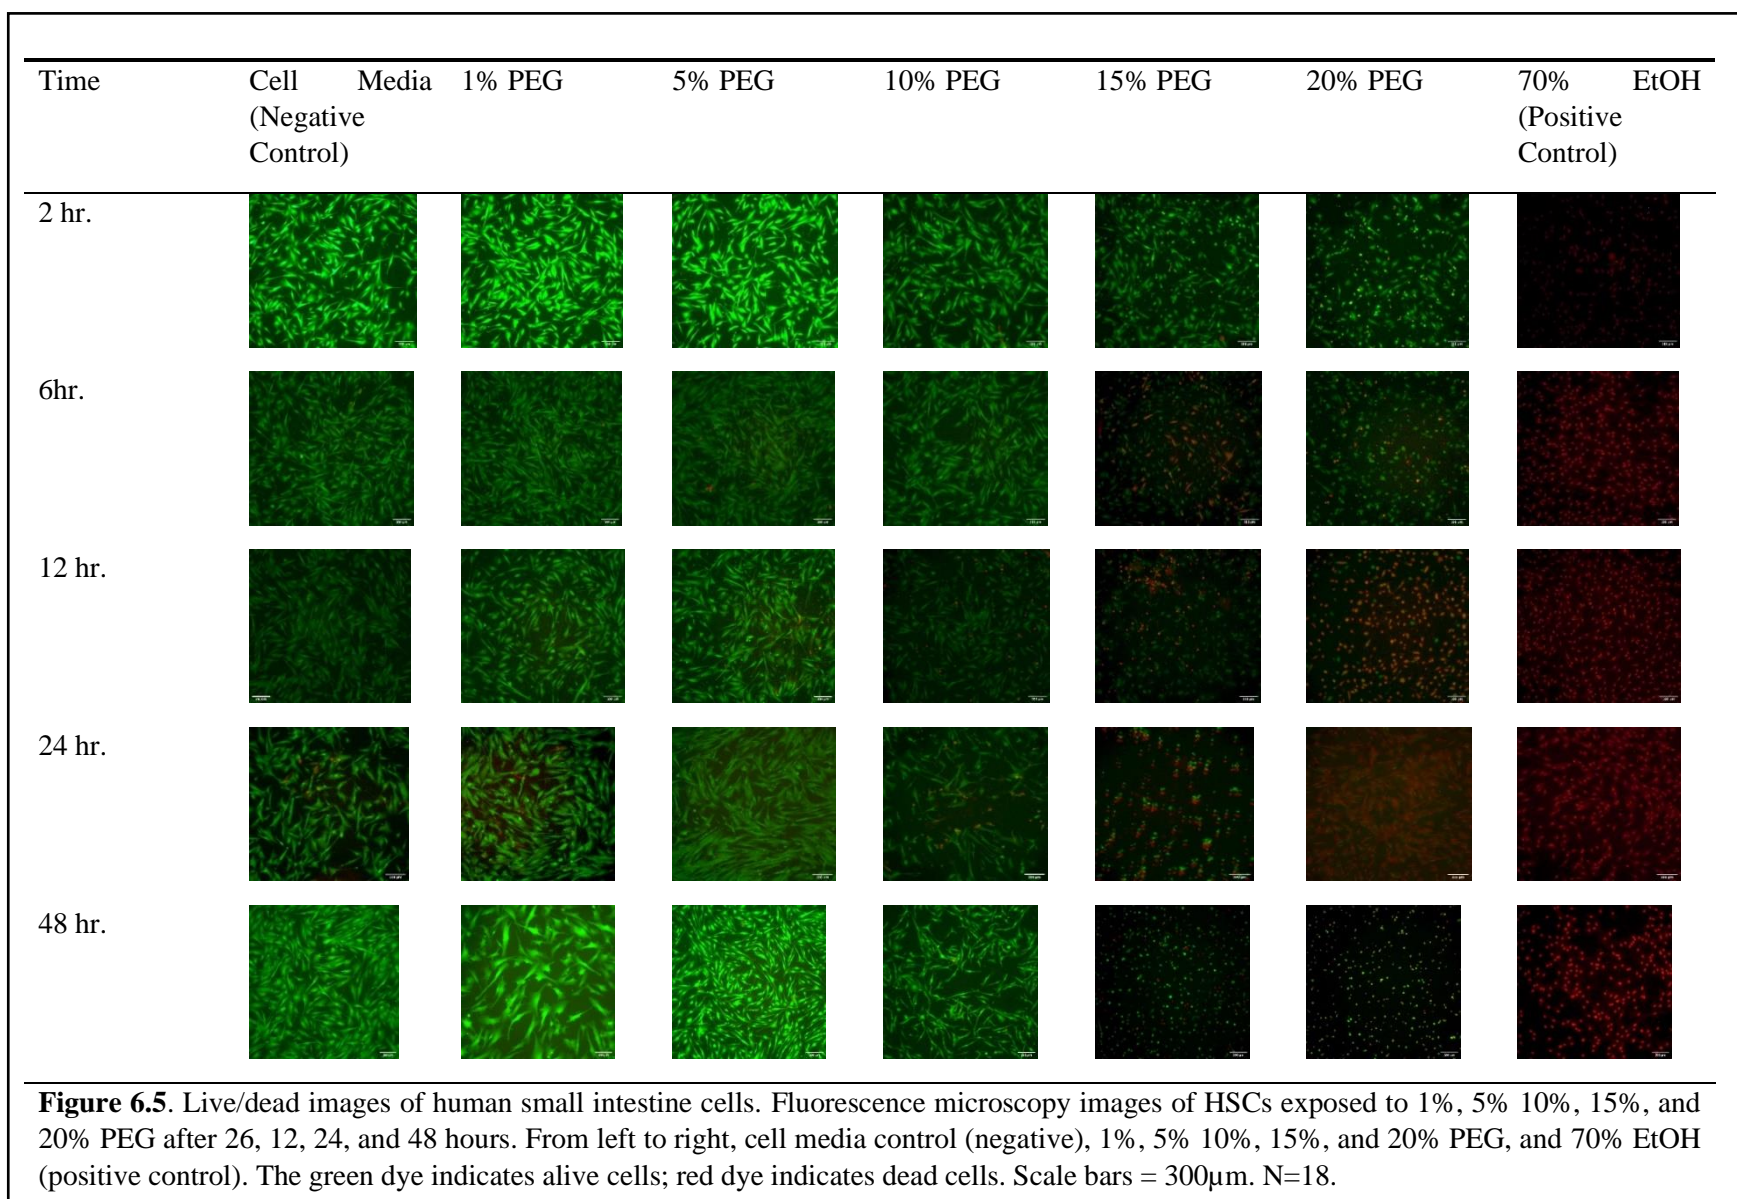 Time Cell Media 1% PEG 5% PEG 10% PEG 15% PEG 20% PEG 70% EtOH
(Negative (Positive
Control) Control)
2 hr.
6hr.
12 hr.
24 hr.
48 hr.
Figure 6.5. Live/dead images of human small intestine cells. Fluorescence microscopy images of HSCs exposed to 1%, 5% 10%, 15%, and
20% PEG after 26, 12, 24, and 48 hours. From left to right, cell media control (negative), 1%, 5% 10%, 15%, and 20% PEG, and 70% EtOH
(positive control). The green dye indicates alive cells; red dye indicates dead cells. Scale bars = 300µm. N=18.